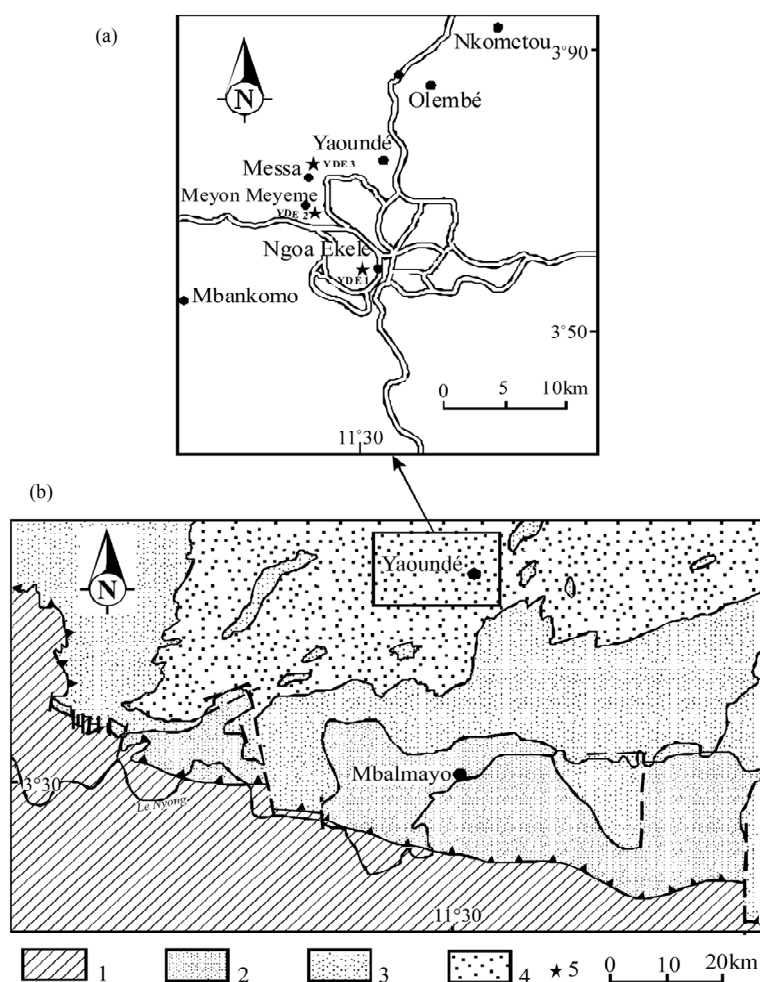 (a)
Nkometou
3°90
Olembé
N
Yaoundé
YDE 3
Messa
Meyon Meyeme
YDE 2
Ngoa Ekelé
YDE 1
Mbankomo
3°50
0 5 10km
11°30
(b)
Yaoundé
N
3°30
Mbalmayo
Le Nyong
11°30
1 2 3 4 5 0 10 20km